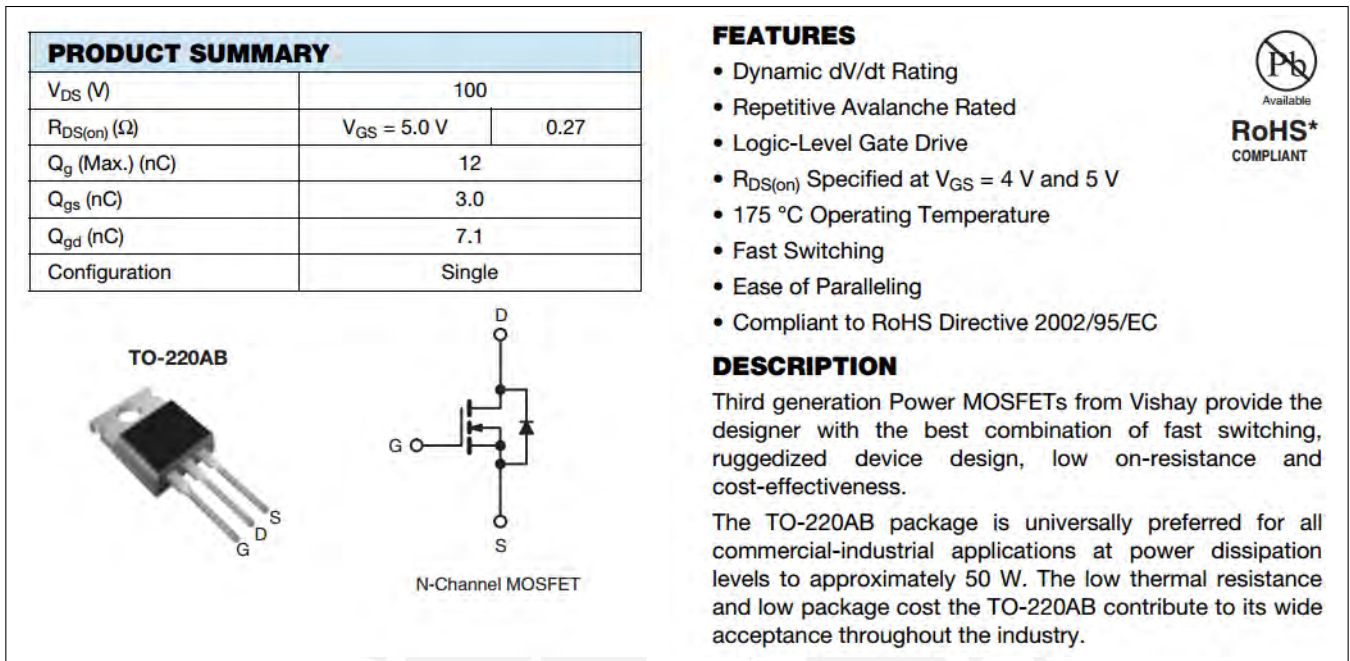 PRODUCT SUMMARY
VDS (V) 100
RDS(on) (Ω) VGS = 5.0 V 0.27
Qg (Max.) (nC) 12
Qgs (nC) 3.0
Qgd (nC) 7.1
Configuration Single
D
TO-220AB
G
S
D
G
S
N-Channel MOSFET
FEATURES
• Dynamic dV/dt Rating
• Repetitive Avalanche Rated
• Logic-Level Gate Drive
• RDS(on) Specified at VGS = 4 V and 5 V
• 175 °C Operating Temperature
• Fast Switching
• Ease of Paralleling
• Compliant to RoHS Directive 2002/95/EC
Pb
Available
RoHS*
COMPLIANT
DESCRIPTION
Third generation Power MOSFETs from Vishay provide the
designer with the best combination of fast switching,
ruggedized device design, low on-resistance and
cost-effectiveness.
The TO-220AB package is universally preferred for all
commercial-industrial applications at power dissipation
levels to approximately 50 W. The low thermal resistance
and low package cost the TO-220AB contribute to its wide
acceptance throughout the industry.